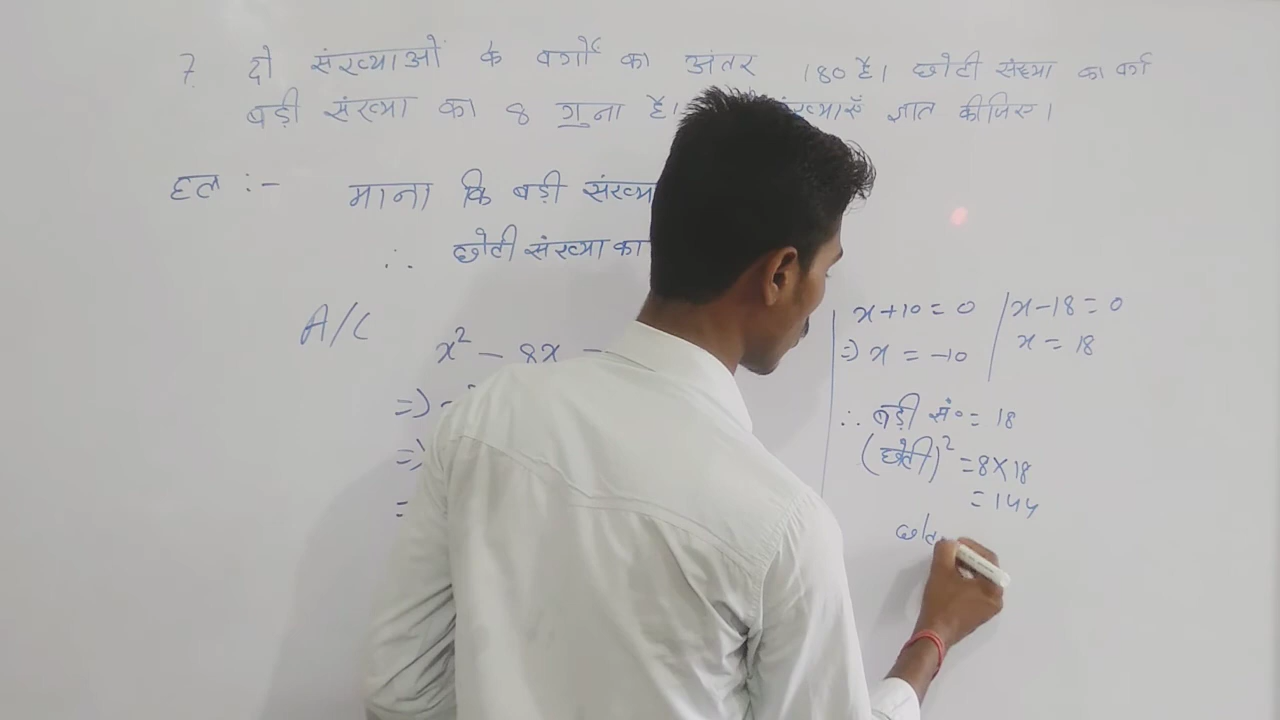 7 दो संख्याओं के वर्गों का अंतर 180 है। छोटी संख्या का वर्ग
बड़ी संख्या का 8 गुना है। संख्याएँ ज्ञात कीजिए।
हल :-
माना कि बड़ी संख्या
∴ छोटी संख्या का
A/C
x² - 8x -
=>
=>
=
x+10 = 0
=> x = -10
x-18 = 0
x = 18
∴ बड़ी सं० = 18
(छोटी)² = 8×18
= 144